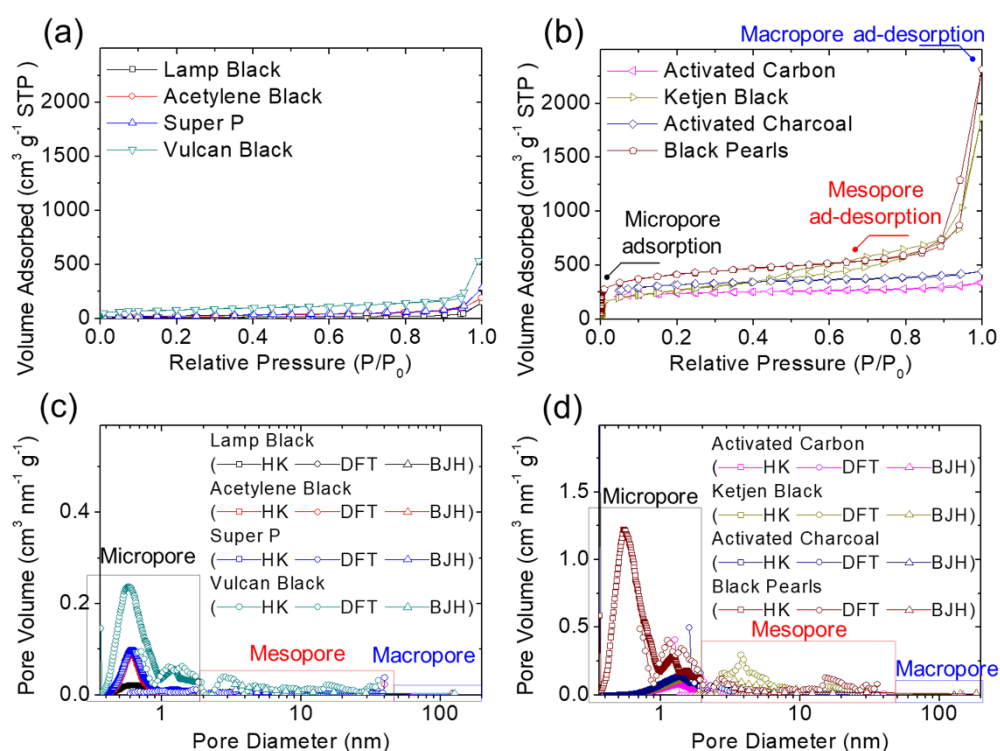 (a)
Lamp Black
Acetylene Black
Super P
Vulcan Black
2000
1500
1000
500
0
0.0 0.2 0.4 0.6 0.8 1.0
Relative Pressure (P/P₀)
Volume Adsorbed (cm³ g⁻¹ STP)
(b)
Macropore ad-desorption
Activated Carbon
Ketjen Black
Activated Charcoal
Black Pearls
Mesopore
ad-desorption
Micropore
adsorption
2000
1500
1000
500
0
0.0 0.2 0.4 0.6 0.8 1.0
Relative Pressure (P/P₀)
Volume Adsorbed (cm³ g⁻¹ STP)
(c)
Lamp Black
(HK DFT BJH)
Acetylene Black
(HK DFT BJH)
Super P
(HK DFT BJH)
Vulcan Black
(HK DFT BJH)
Micropore
Mesopore
Macropore
0.4
0.2
0.0
1 10 100
Pore Diameter (nm)
Pore Volume (cm³ nm⁻¹ g⁻¹)
(d)
Activated Carbon
(HK DFT BJH)
Ketjen Black
(HK DFT BJH)
Activated Charcoal
(HK DFT BJH)
Black Pearls
(HK DFT BJH)
Micropore
Mesopore
Macropore
1.5
1.0
0.5
0.0
1 10 100
Pore Diameter (nm)
Pore Volume (cm³ nm⁻¹ g⁻¹)